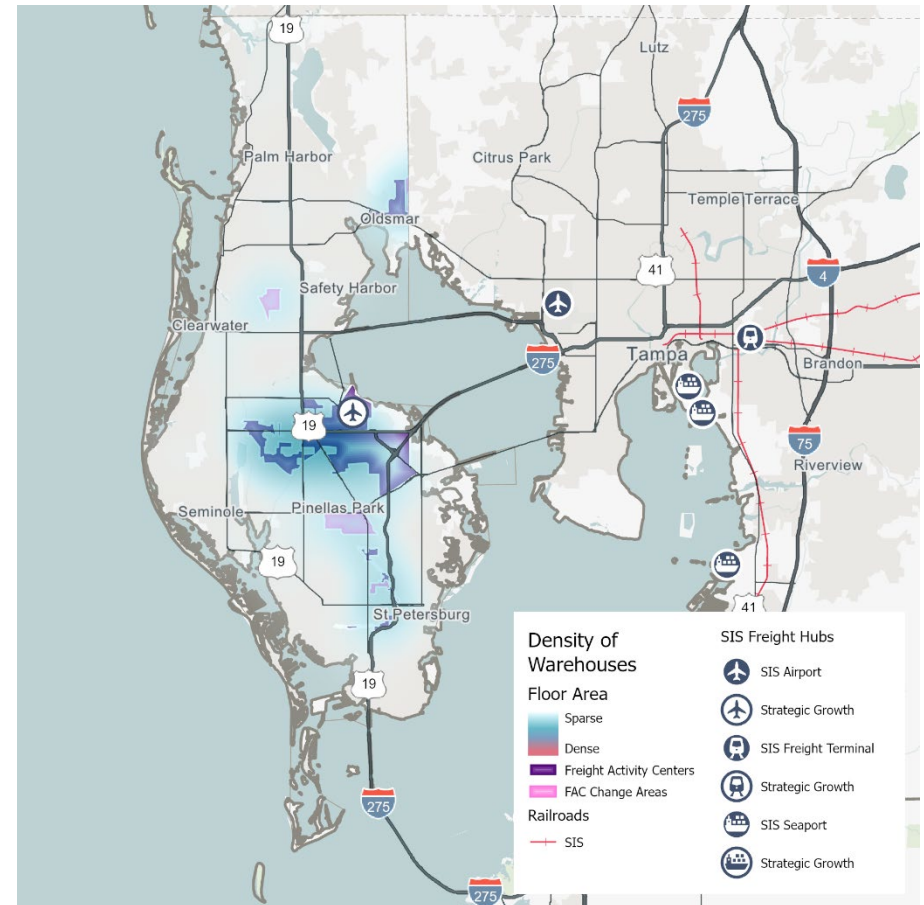 19
Lutz
275
Palm Harbor
Citrus Park
Temple Terrace
Oldsmar
41
4
Safety Harbor
Clearwater
275
Tampa
Brandon
19
75
Riverview
Seminole
Pinellas Park
19
41
St Petersburg
19
275
275
Density of
Warehouses
Floor Area
Sparse
Dense
Freight Activity Centers
FAC Change Areas
Railroads
SIS
SIS Freight Hubs
SIS Airport
Strategic Growth
SIS Freight Terminal
Strategic Growth
SIS Seaport
Strategic Growth